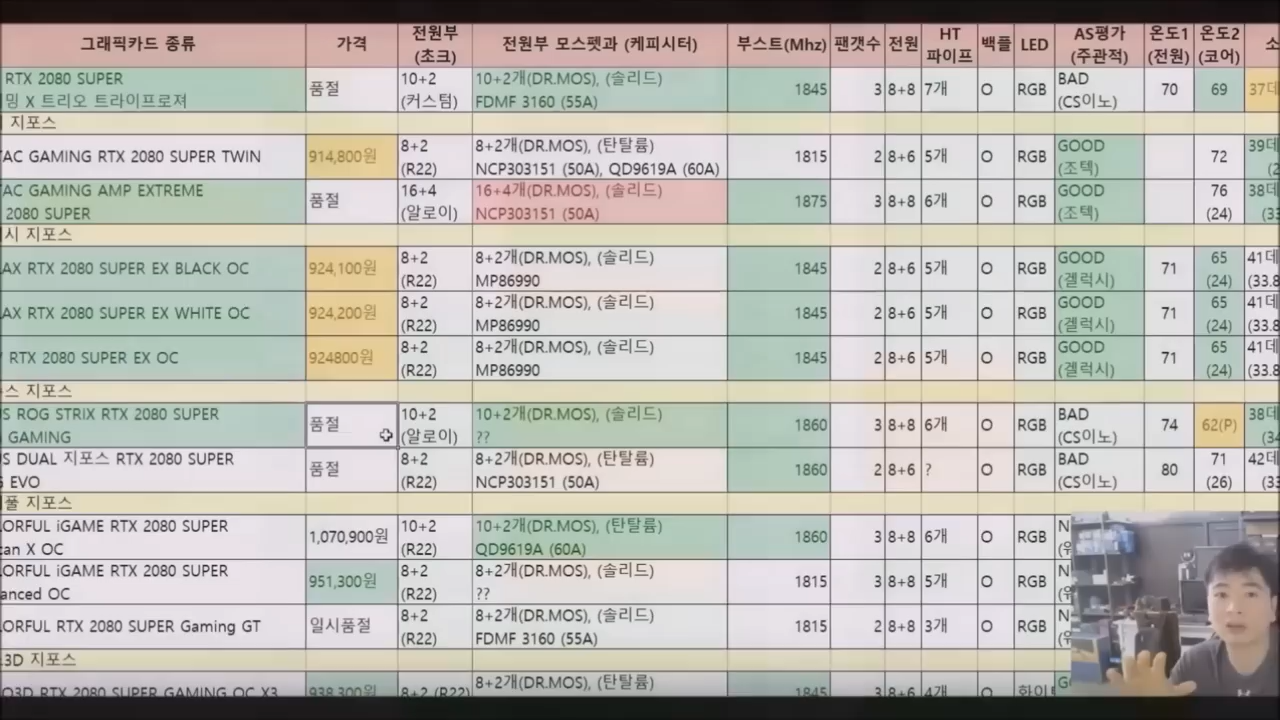 그래픽카드 종류 가격 전원부 (초크) 전원부 모스펫과 (케피시터) 부스트(Mhz) 팬갯수 전원 HT 파이프 백플 LED AS평가 (주관적) 온도1 (전원) 온도2 (코어) 소
RTX 2080 SUPER 품절 10+2 10+2개(DR.MOS), (솔리드) 1845 3 8+8 7개 O RGB BAD 70 69 37데
밍 X 트리오 트라이프로져 (커스텀) FDMF 3160 (55A) (CS이노)
지포스
TAC GAMING RTX 2080 SUPER TWIN 914,800원 8+2 8+2개(DR.MOS), (탄탈륨) 1815 2 8+6 5개 O RGB GOOD 72 39데
(R22) NCP303151 (50A), QD9619A (60A) (조텍) (2
TAC GAMING AMP EXTREME 품절 16+4 16+4개(DR.MOS), (솔리드) 1875 3 8+8 6개 O RGB GOOD 76 38데
2080 SUPER (알로이) NCP303151 (50A) (조텍) (24) (33
시 지포스
AX RTX 2080 SUPER EX BLACK OC 924,100원 8+2 8+2개(DR.MOS), (솔리드) 1845 2 8+6 5개 O RGB GOOD 71 65 41데
(R22) MP86990 (겔럭시) (24) (33.8
AX RTX 2080 SUPER EX WHITE OC 924,200원 8+2 8+2개(DR.MOS), (솔리드) 1845 2 8+6 5개 O RGB GOOD 71 65 41데
(R22) MP86990 (겔럭시) (24) (33.8
RTX 2080 SUPER EX OC 924800원 8+2 8+2개(DR.MOS), (솔리드) 1845 2 8+6 5개 O RGB GOOD 71 65 41데
(R22) MP86990 (겔럭시) (24) (33.8
스 지포스
S ROG STRIX RTX 2080 SUPER 품절 10+2 10+2개(DR.MOS), (솔리드) 1860 3 8+8 6개 O RGB BAD 74 62(P) 38데
GAMING (알로이) ?? (CS이노) (34
S DUAL 지포스 RTX 2080 SUPER 품절 8+2 8+2개(DR.MOS), (탄탈륨) 1860 2 8+6 ? O RGB BAD 80 71 42데
EVO (R22) NCP303151 (50A) (CS이노) (26) (33
풀 지포스
ORFUL iGAME RTX 2080 SUPER 1,070,900원 10+2 10+2개(DR.MOS), (탄탈륨) 1860 3 8+8 6개 O RGB N
an X OC (R22) QD9619A (60A)
ORFUL iGAME RTX 2080 SUPER 951,300원 8+2 8+2개(DR.MOS), (솔리드) 1815 3 8+8 5개 O RGB N
anced OC (R22) ??
ORFUL RTX 2080 SUPER Gaming GT 일시품절 8+2 8+2개(DR.MOS), (솔리드) 1815 2 8+8 3개 O RGB N
(R22) FDMF 3160 (55A)
3D 지포스
O3D RTX 2080 SUPER GAMING OC X3 938,300원 8+2 (R22) 8+2개(DR.MOS), (탄탈륨) 1845 3 8+6 4개 O 화이트